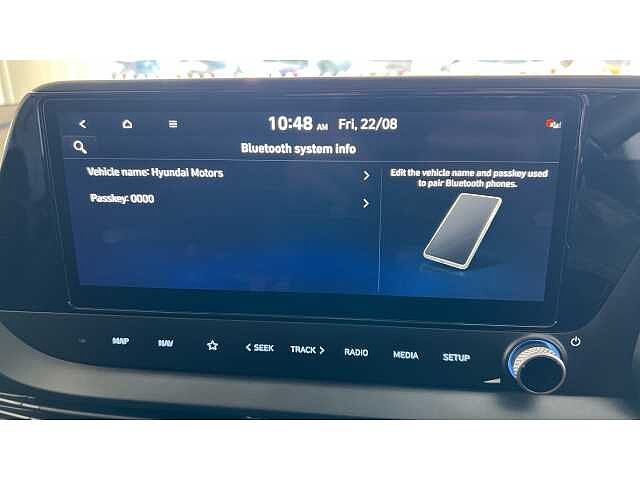 10:48 AM Fri, 22/08
Bluetooth system info
Vehicle name: Hyundai Motors
Passkey: 0000
Edit the vehicle name and passkey used
to pair Bluetooth phones.
MAP NAV < SEEK TRACK > RADIO MEDIA SETUP